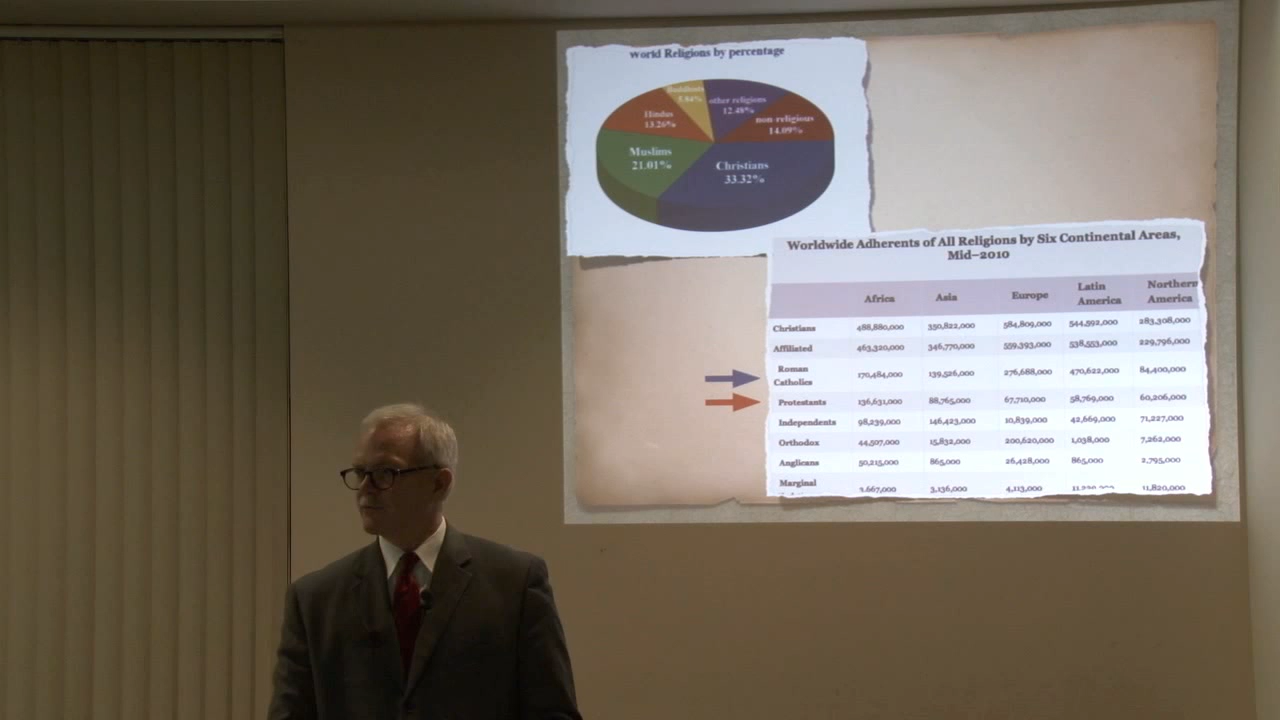 World Religions by percentage
Buddhists
5.84%
other religions
12.48%
Hindus
13.26%
non-religious
14.09%
Muslims
21.01%
Christians
33.32%
Worldwide Adherents of All Religions by Six Continental Areas,
Mid–2010
Africa Asia Europe Latin America Northern America
Christians 488,880,000 350,822,000 584,809,000 544,592,000 283,308,000
Affiliated 463,320,000 346,770,000 559,393,000 538,553,000 229,796,000
Roman Catholics 170,484,000 139,526,000 276,688,000 470,622,000 84,400,000
Protestants 136,631,000 88,765,000 67,710,000 58,769,000 60,206,000
Independents 98,239,000 146,423,000 10,839,000 42,669,000 71,227,000
Orthodox 44,507,000 15,832,000 200,620,000 1,038,000 7,262,000
Anglicans 50,215,000 865,000 26,428,000 865,000 2,795,000
Marginal 3,667,000 3,136,000 4,113,000 11,820,000